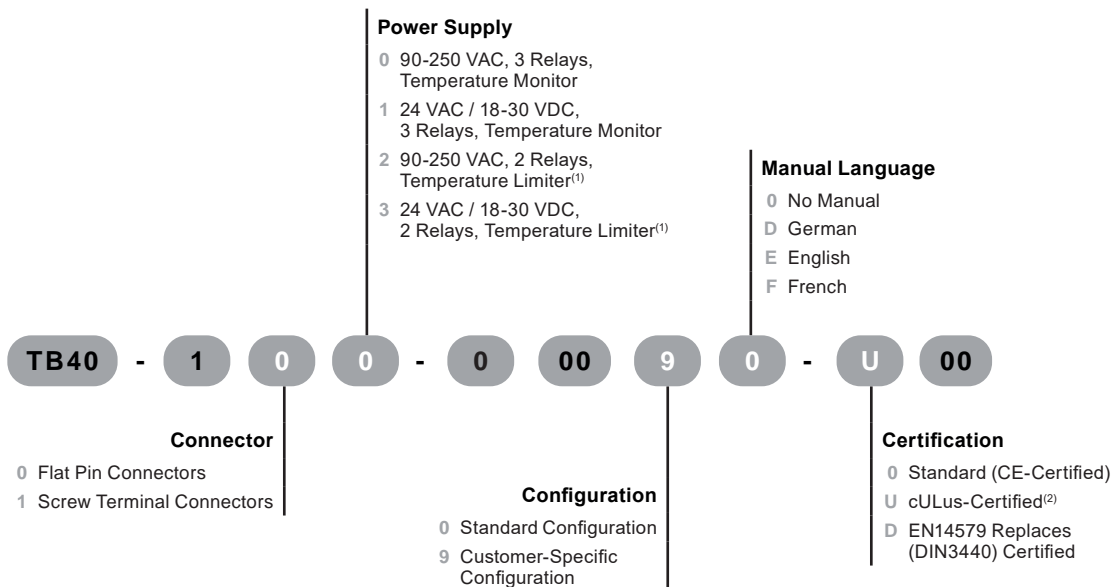 Power Supply
0 90-250 VAC, 3 Relays,
Temperature Monitor
1 24 VAC / 18-30 VDC,
3 Relays, Temperature Monitor
2 90-250 VAC, 2 Relays,
Temperature Limiter(1)
3 24 VAC / 18-30 VDC,
2 Relays, Temperature Limiter(1)
Manual Language
0 No Manual
D German
E English
F French
TB40 - 1 0 0 - 0 00 9 0 - U 00
Connector
0 Flat Pin Connectors
1 Screw Terminal Connectors
Configuration
0 Standard Configuration
9 Customer-Specific
Configuration
Certification
0 Standard (CE-Certified)
U cULus-Certified(2)
D EN14579 Replaces
(DIN3440) Certified